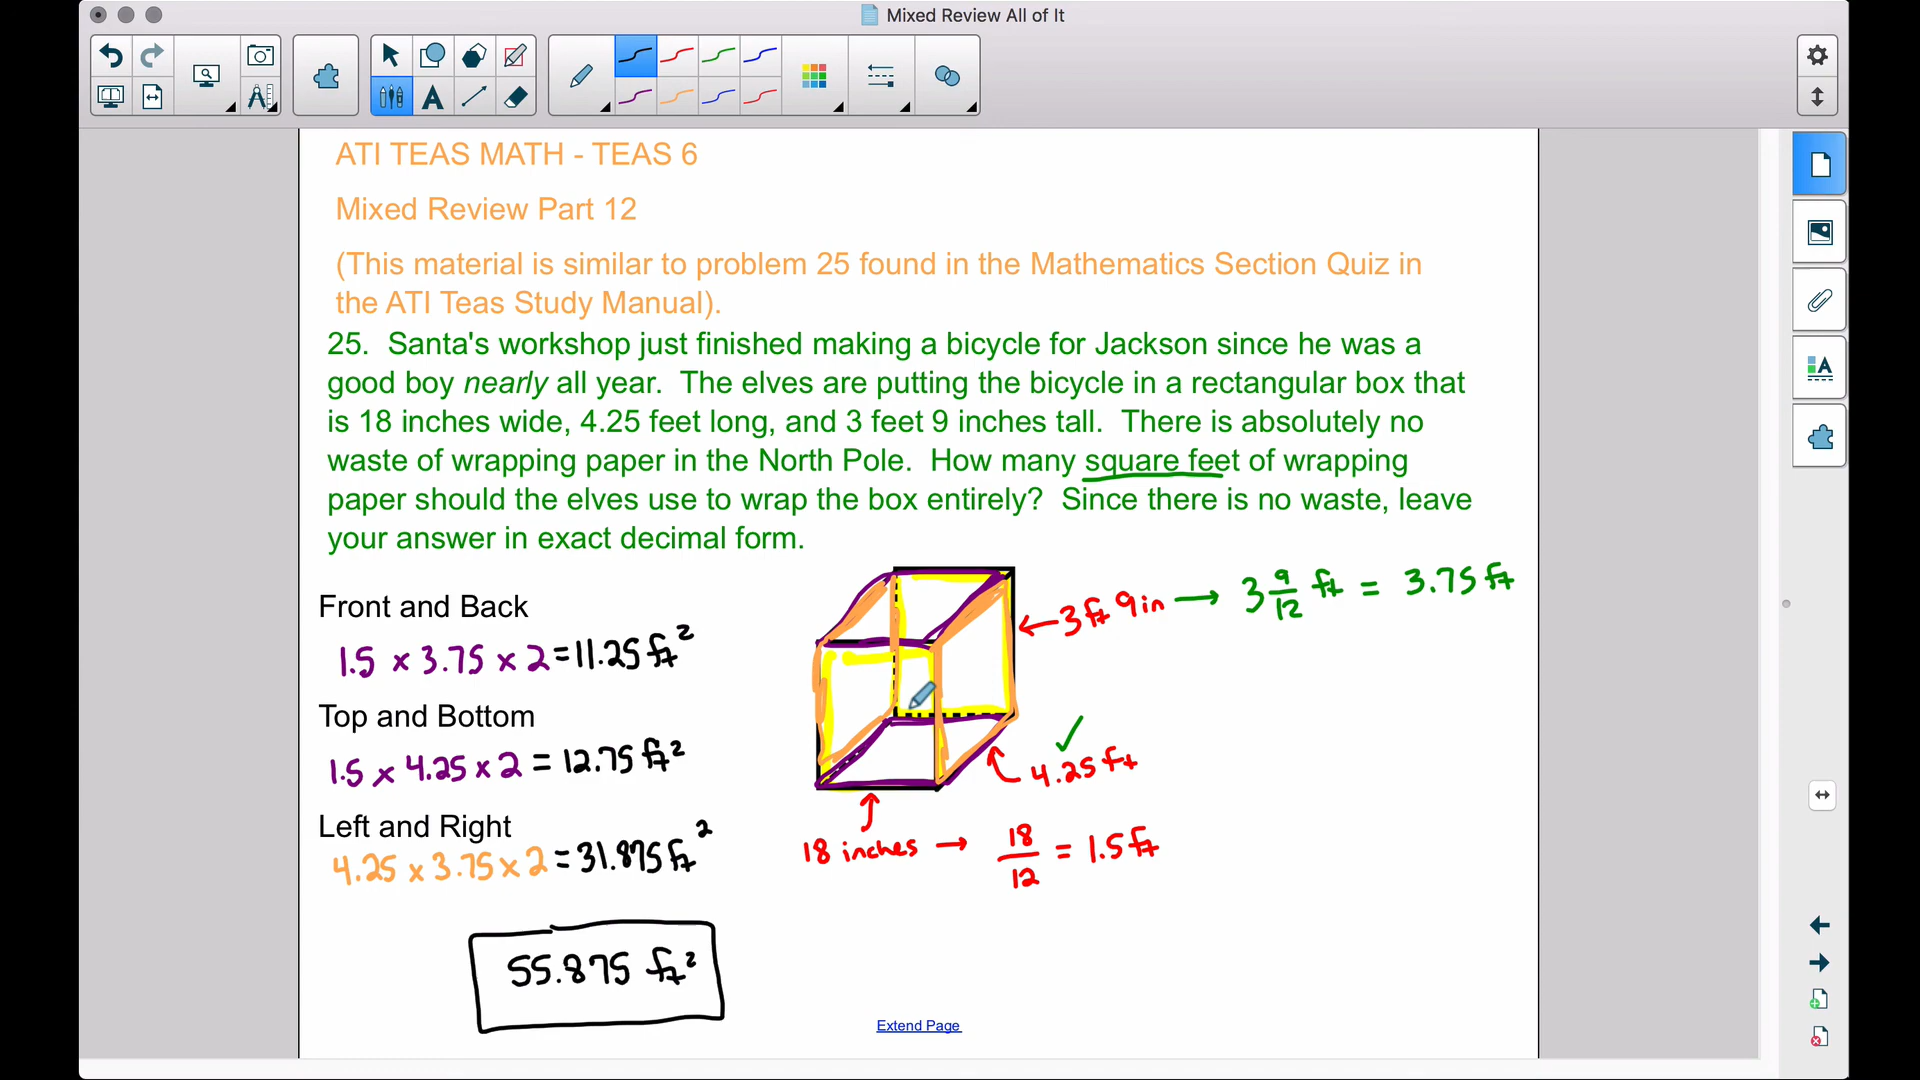 Mixed Review All of It
ATI TEAS MATH - TEAS 6
Mixed Review Part 12
(This material is similar to problem 25 found in the Mathematics Section Quiz in
the ATI Teas Study Manual).
25.  Santa's workshop just finished making a bicycle for Jackson since he was a
good boy nearly all year.  The elves are putting the bicycle in a rectangular box that
is 18 inches wide, 4.25 feet long, and 3 feet 9 inches tall.  There is absolutely no
waste of wrapping paper in the North Pole.  How many square feet of wrapping
paper should the elves use to wrap the box entirely?  Since there is no waste, leave
your answer in exact decimal form.
Front and Back
1.5 x 3.75 x 2 = 11.25 ft²
Top and Bottom
1.5 x 4.25 x 2 = 12.75 ft²
Left and Right
4.25 x 3.75 x 2 = 31.875 ft²
55.875 ft²
← 3 ft 9 in → 3 9/12 ft = 3.75 ft
✓
4.25 ft
18 inches → 18/12 = 1.5 ft
Extend Page